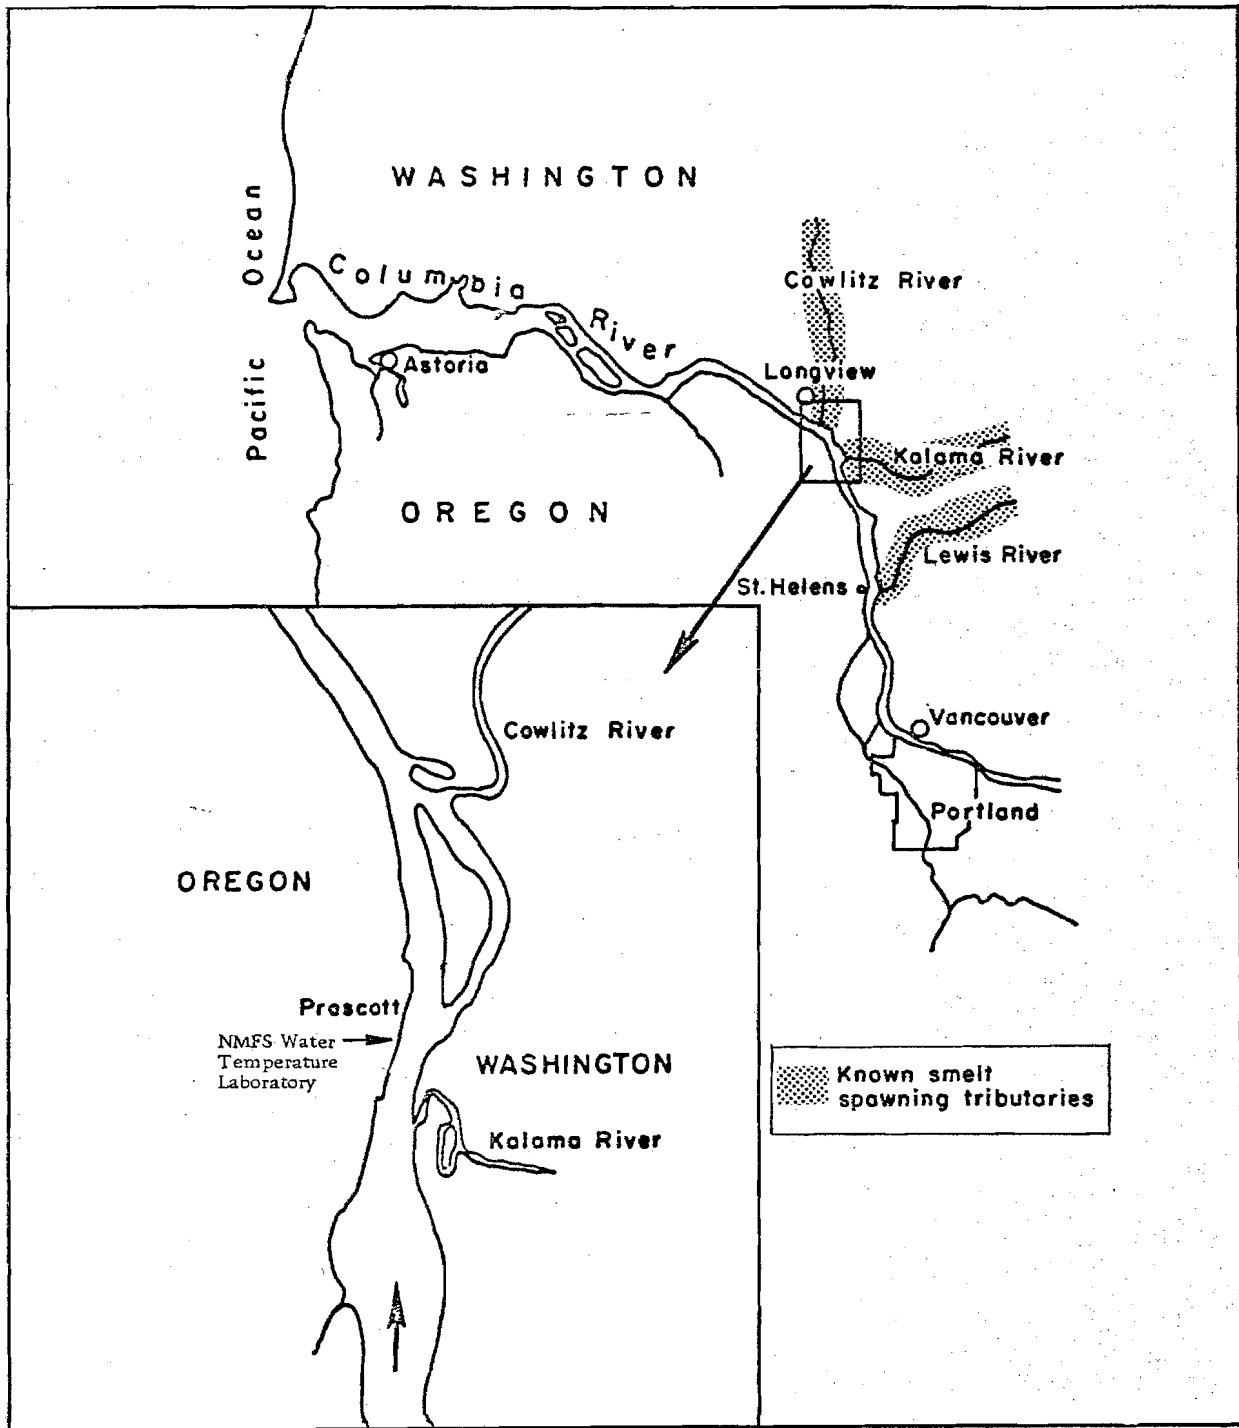 WASHINGTON
Pacific Ocean
Columbia River
Cowlitz River
Astoria
Longview
Kalama River
OREGON
Lewis River
St. Helens
Cowlitz River
Vancouver
Portland
OREGON
Prescott
NMFS Water
Temperature
Laboratory
WASHINGTON
Known smelt
spawning tributaries
Kalama River